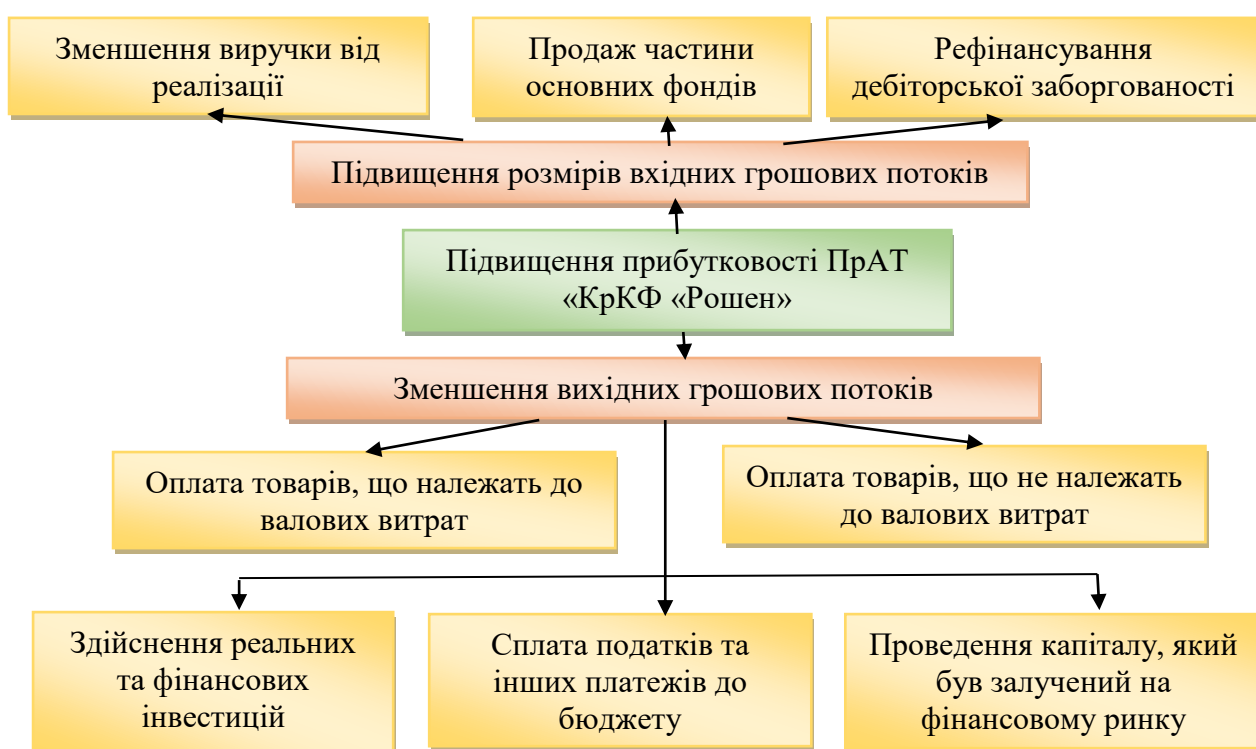 Зменшення виручки від
реалізації
Продаж частини
основних фондів
Рефінансування
дебіторської заборгованості
Підвищення розмірів вхідних грошових потоків
Підвищення прибутковості ПрАТ
«КрКФ «Рошен»
Зменшення вихідних грошових потоків
Оплата товарів, що належать до
валових витрат
Оплата товарів, що не належать
до валових витрат
Здійснення реальних
та фінансових
інвестицій
Сплата податків та
інших платежів до
бюджету
Проведення капіталу, який
був залучений на
фінансовому ринку